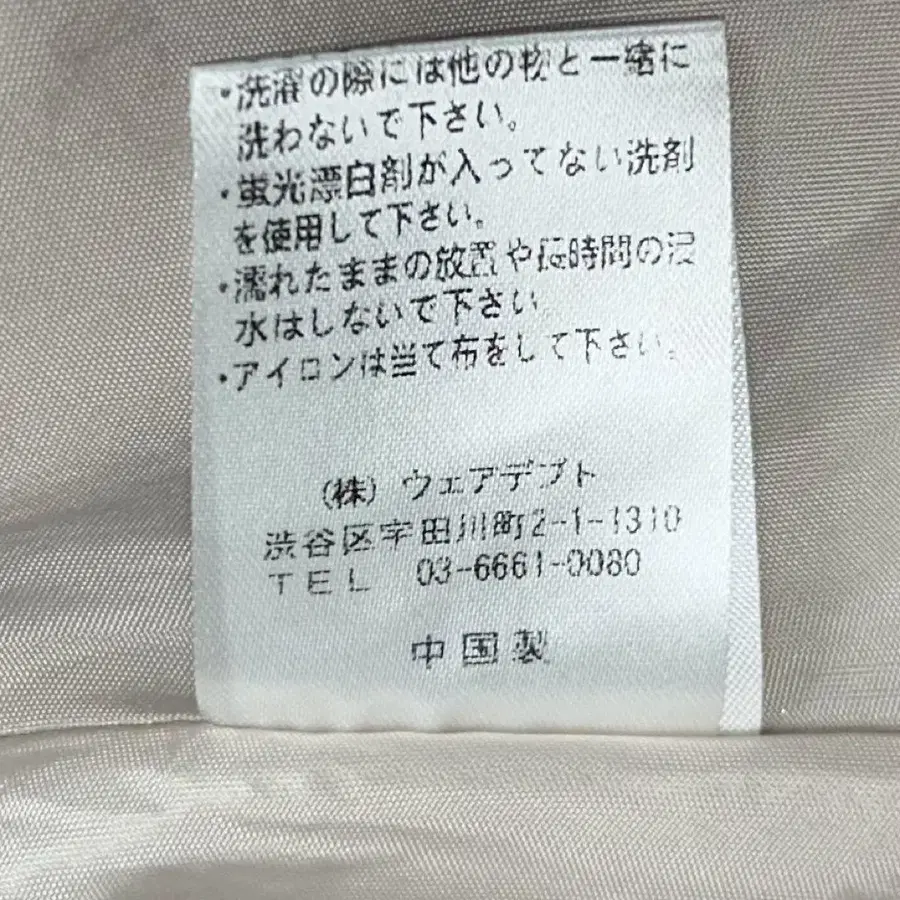 ・洗濯の際には他の物と一緒に
洗わないで下さい。
・蛍光漂白剤が入ってない洗剤
を使用して下さい。
・濡れたままの放置や長時間の浸
水はしないで下さい
・アイロンは当て布をして下さい。
(株) ウェアデプト
渋谷区宇田川町2-1-1310
TEL 03-6661-0080
中国製